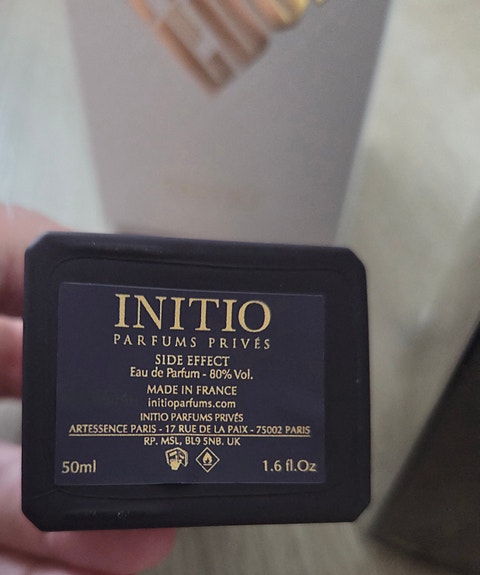 INITIO
PARFUMS PRIVÉS
SIDE EFFECT
Eau de Parfum - 80% Vol.
MADE IN FRANCE
initioparfums.com
INITIO PARFUMS PRIVÉS
ARTESSENCE PARIS - 17 RUE DE LA PAIX - 75002 PARIS
RP. MSL, BL9 5NB. UK
50ml
1.6 fl.Oz